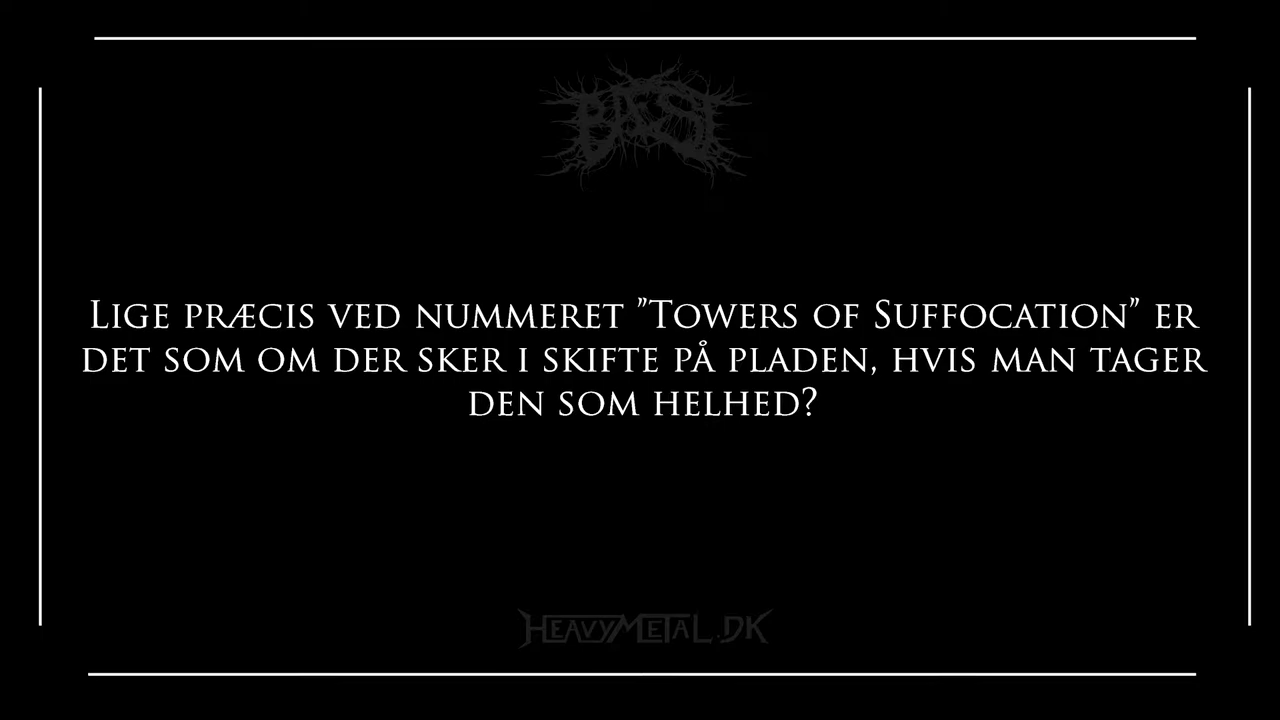 BÆST
Lige præcis ved nummeret ”Towers of Suffocation” er
det som om der sker i skifte på pladen, hvis man tager
den som helhed?
HeavyMetal.dk